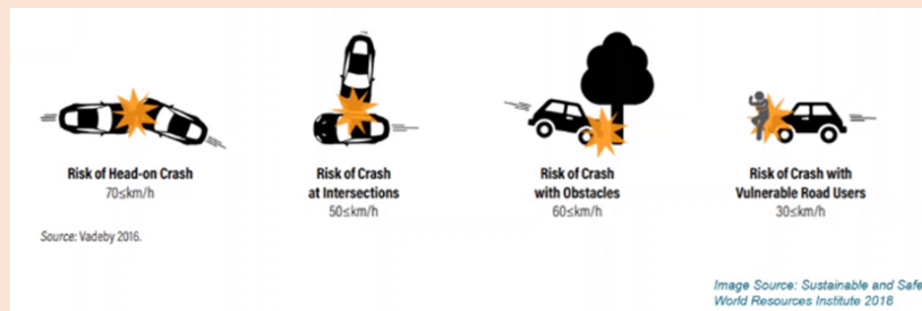 Risk of Head-on Crash
70≤km/h
Risk of Crash
at Intersections
50≤km/h
Risk of Crash
with Obstacles
60≤km/h
Risk of Crash with
Vulnerable Road Users
30≤km/h
Source: Vadeby 2016.
Image Source: Sustainable and Safe
World Resources Institute 2018